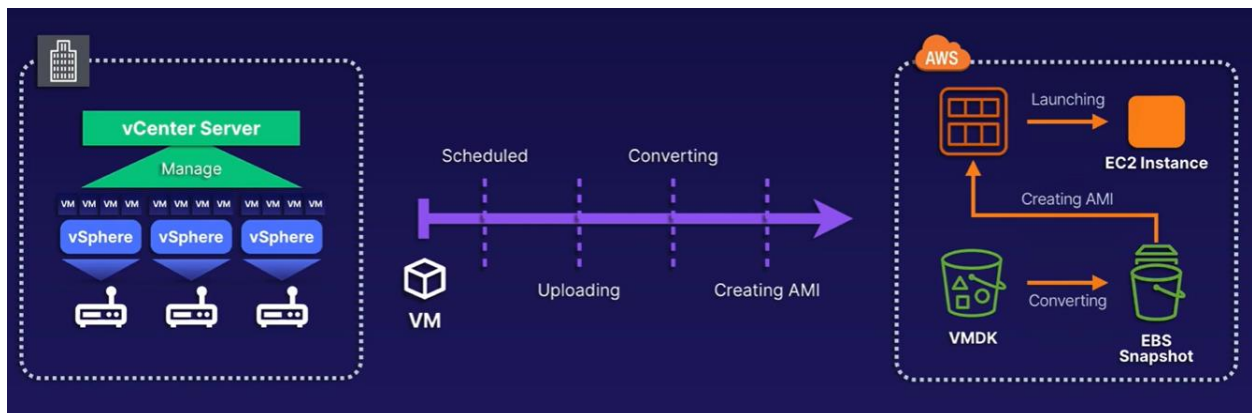 vCenter Server
Manage
VM VM VM VM VM VM VM VM VM VM VM VM
vSphere vSphere vSphere
Scheduled
Converting
VM
Uploading
Creating AMI
AWS
Launching
EC2 Instance
Creating AMI
Converting
VMDK
EBS
Snapshot